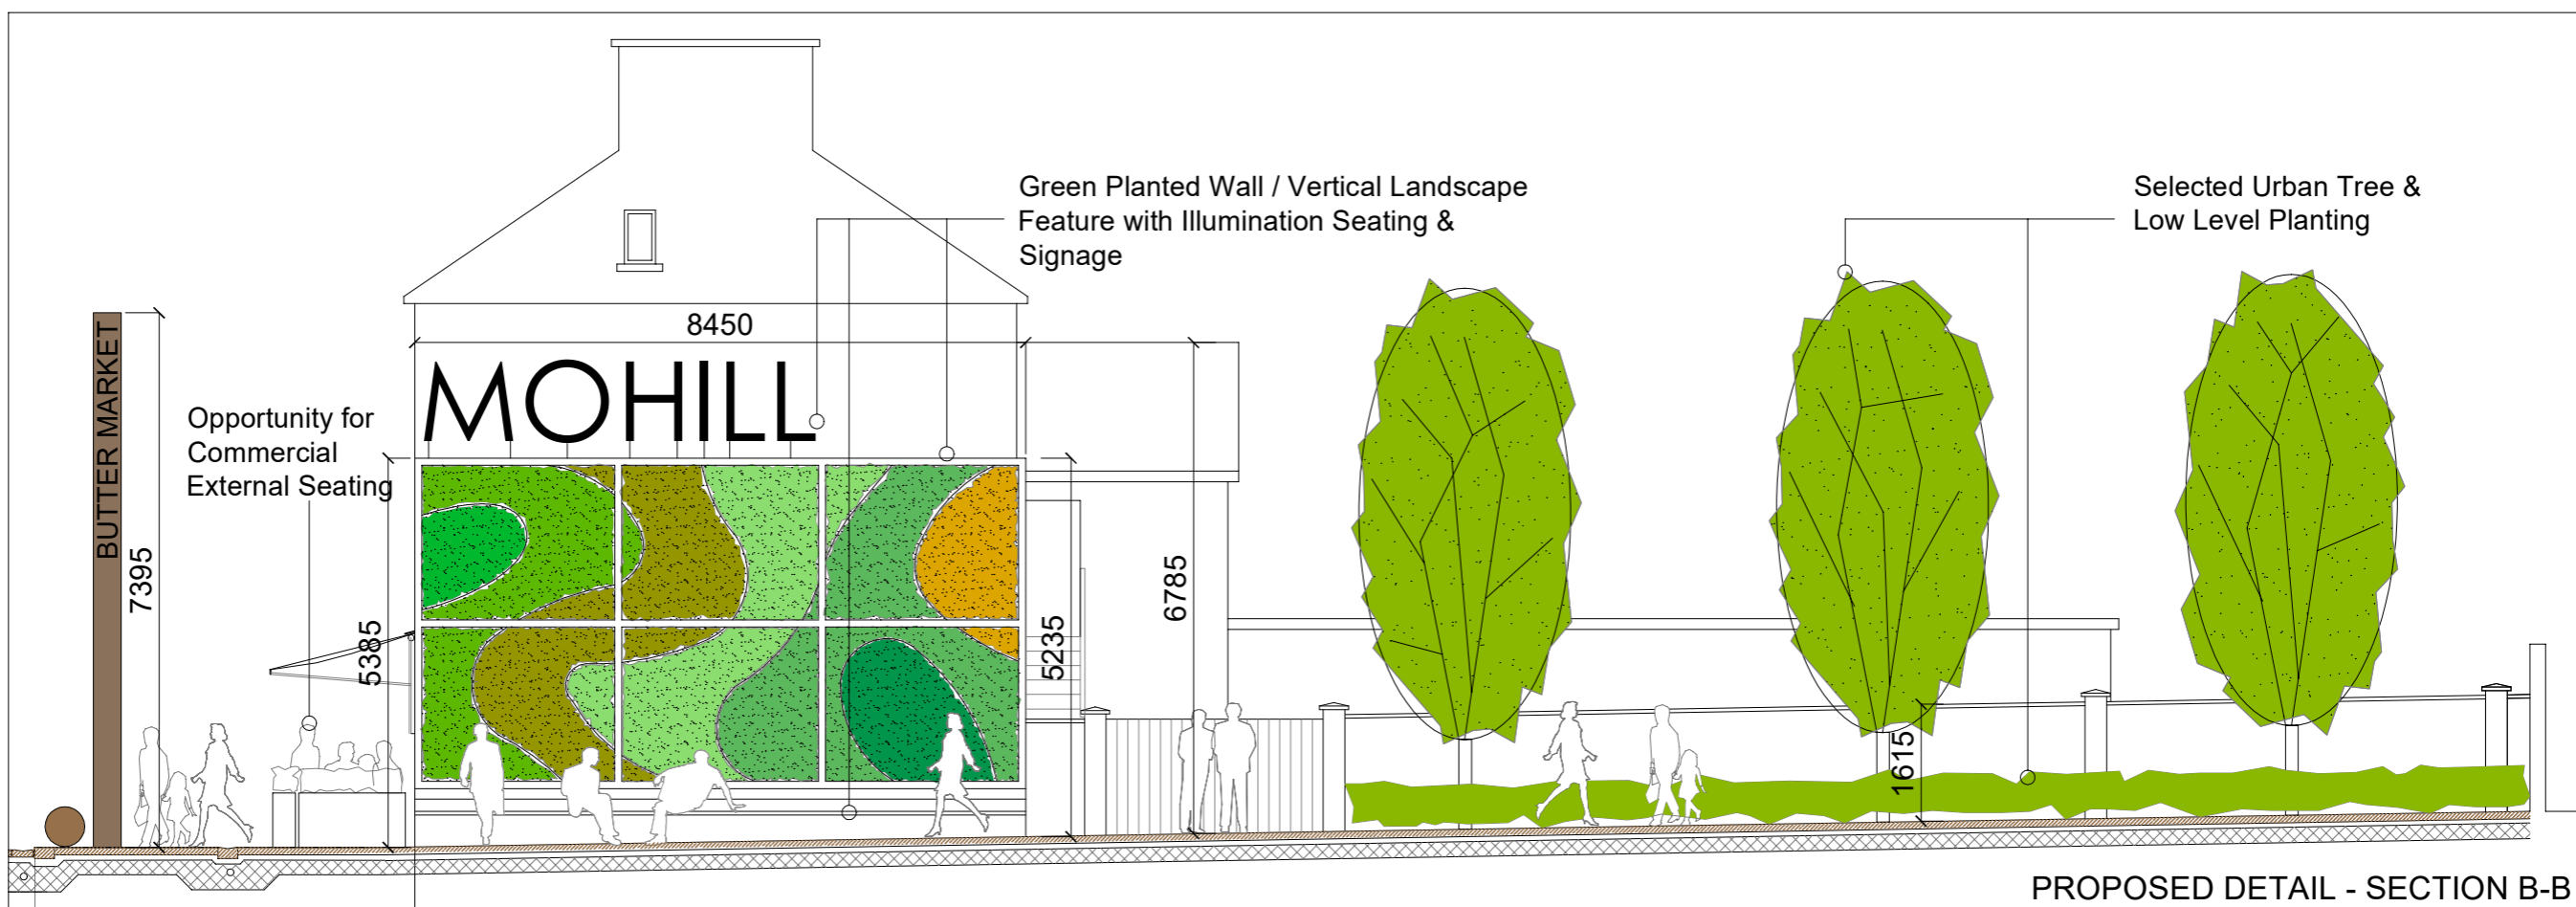 Green Planted Wall / Vertical Landscape
Feature with Illumination Seating &
Signage
Selected Urban Tree &
Low Level Planting
8450
MOHILL
BUTTER MARKET
7395
Opportunity for
Commercial
External Seating
5385
5235
6785
1615
PROPOSED DETAIL - SECTION B-B